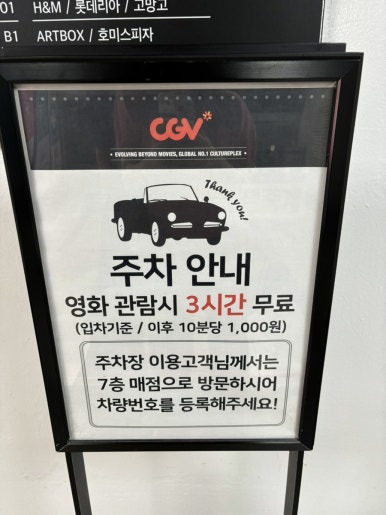 01 H&M / 롯데리아 / 고망고
B1 ARTBOX / 호미스피자
CGV
• EVOLVING BEYOND MOVIES, GLOBAL NO.1 CULTUREPLEX •
Thank you!
주차 안내
영화 관람시 3시간 무료
(입차기준 / 이후 10분당 1,000원)
주차장 이용고객님께서는
7층 매점으로 방문하시어
차량번호를 등록해주세요!